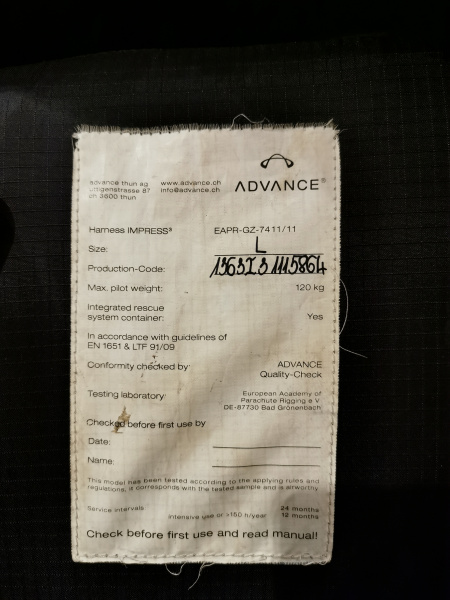 advance thun ag www.advance.ch
uttigenstrasse 87 info@advance.ch
ch 3600 thun
ADVANCE®
Harness IMPRESS³ EAPR-GZ-7411/11
Size: L
Production-Code:
Max. pilot weight: 120 kg
Integrated rescue
system container: Yes
In accordance with guidelines of
EN 1651 & LTF 91/09
Conformity checked by: ADVANCE
Quality-Check
Testing laboratory: European Academy of
Parachute Rigging e.V.
DE-87730 Bad Grönenbach
Checked before first use by
Date:
Name:
This model has been tested according to the applying rules and
regulations, it corresponds with the tested sample and is airworthy.
Service intervals 24 months
Intensive use or >150 h/year 12 months
Check before first use and read manual!